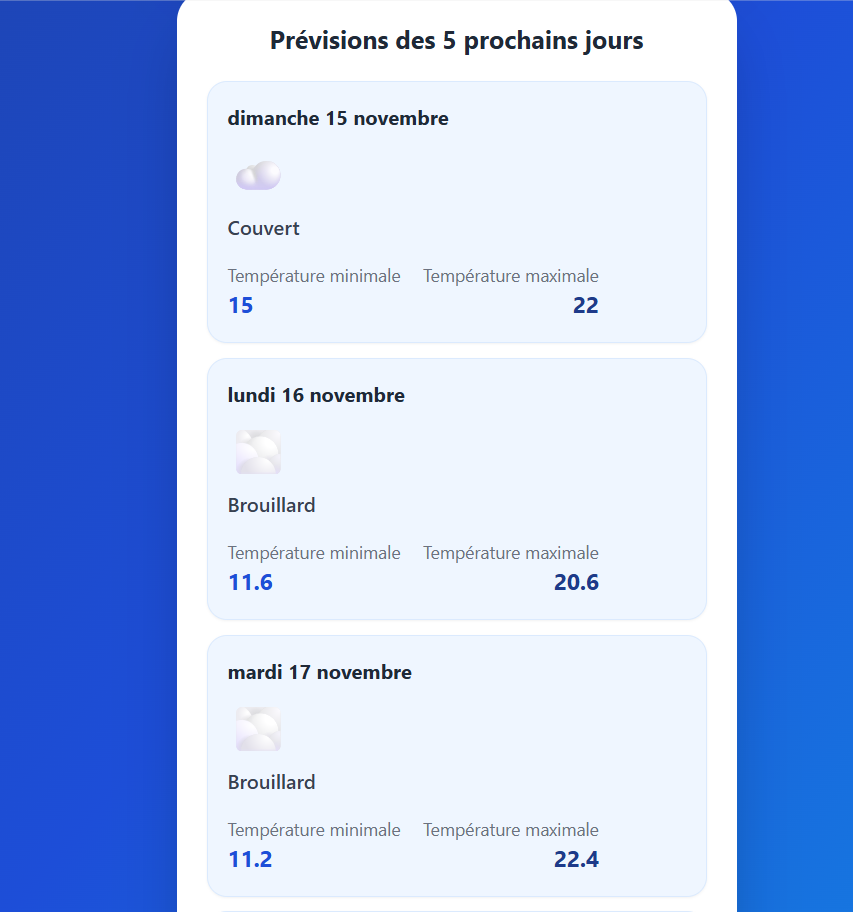 Prévisions des 5 prochains jours
dimanche 15 novembre
Couvert
Température minimale Température maximale
15 22
lundi 16 novembre
Brouillard
Température minimale Température maximale
11.6 20.6
mardi 17 novembre
Brouillard
Température minimale Température maximale
11.2 22.4